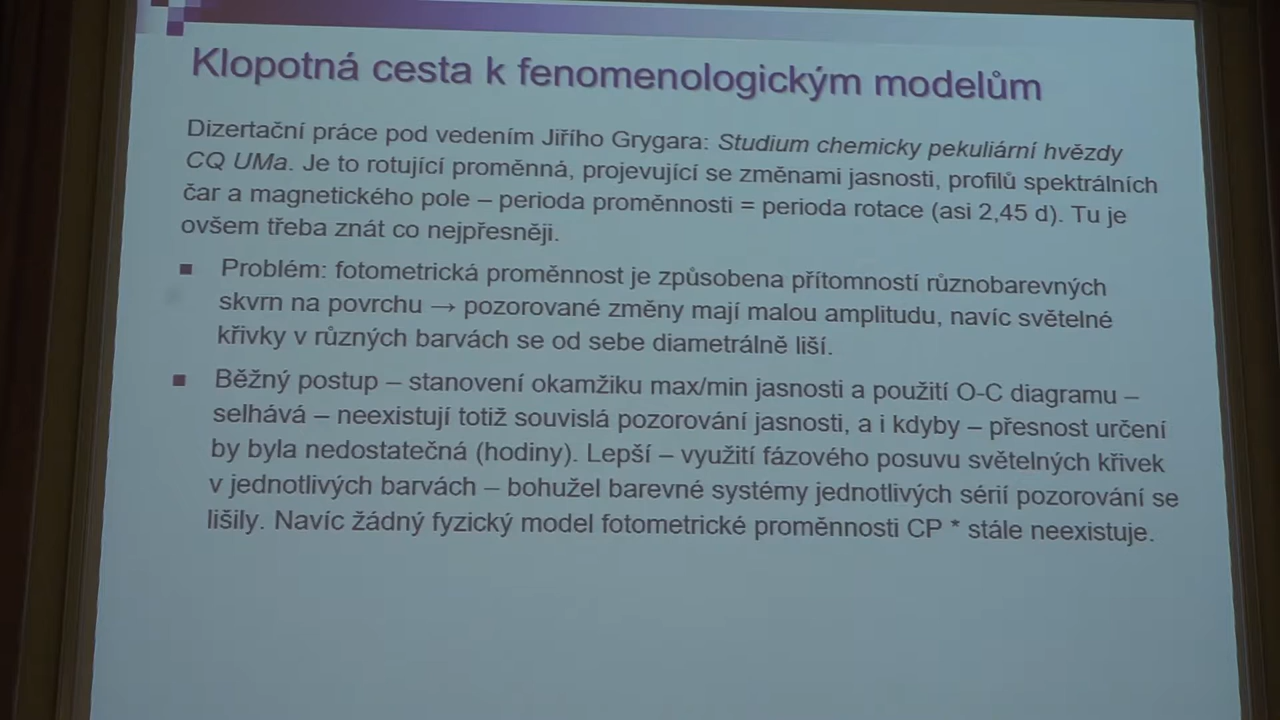 Klopotná cesta k fenomenologickým modelům
Dizertační práce pod vedením Jiřího Grygara: Studium chemicky pekuliární hvězdy
CQ UMa. Je to rotující proměnná, projevující se změnami jasnosti, profilů spektrálních
čar a magnetického pole – perioda proměnnosti = perioda rotace (asi 2,45 d). Tu je
ovšem třeba znát co nejpřesněji.
■ Problém: fotometrická proměnnost je způsobena přítomností různobarevných
skvrn na povrchu → pozorované změny mají malou amplitudu, navíc světelné
křivky v různých barvách se od sebe diametrálně liší.
■ Běžný postup – stanovení okamžiku max/min jasnosti a použití O-C diagramu –
selhává – neexistují totiž souvislá pozorování jasnosti, a i kdyby – přesnost určení
by byla nedostatečná (hodiny). Lepší – využití fázového posuvu světelných křivek
v jednotlivých barvách – bohužel barevné systémy jednotlivých sérií pozorování se
lišily. Navíc žádný fyzický model fotometrické proměnnosti CP * stále neexistuje.